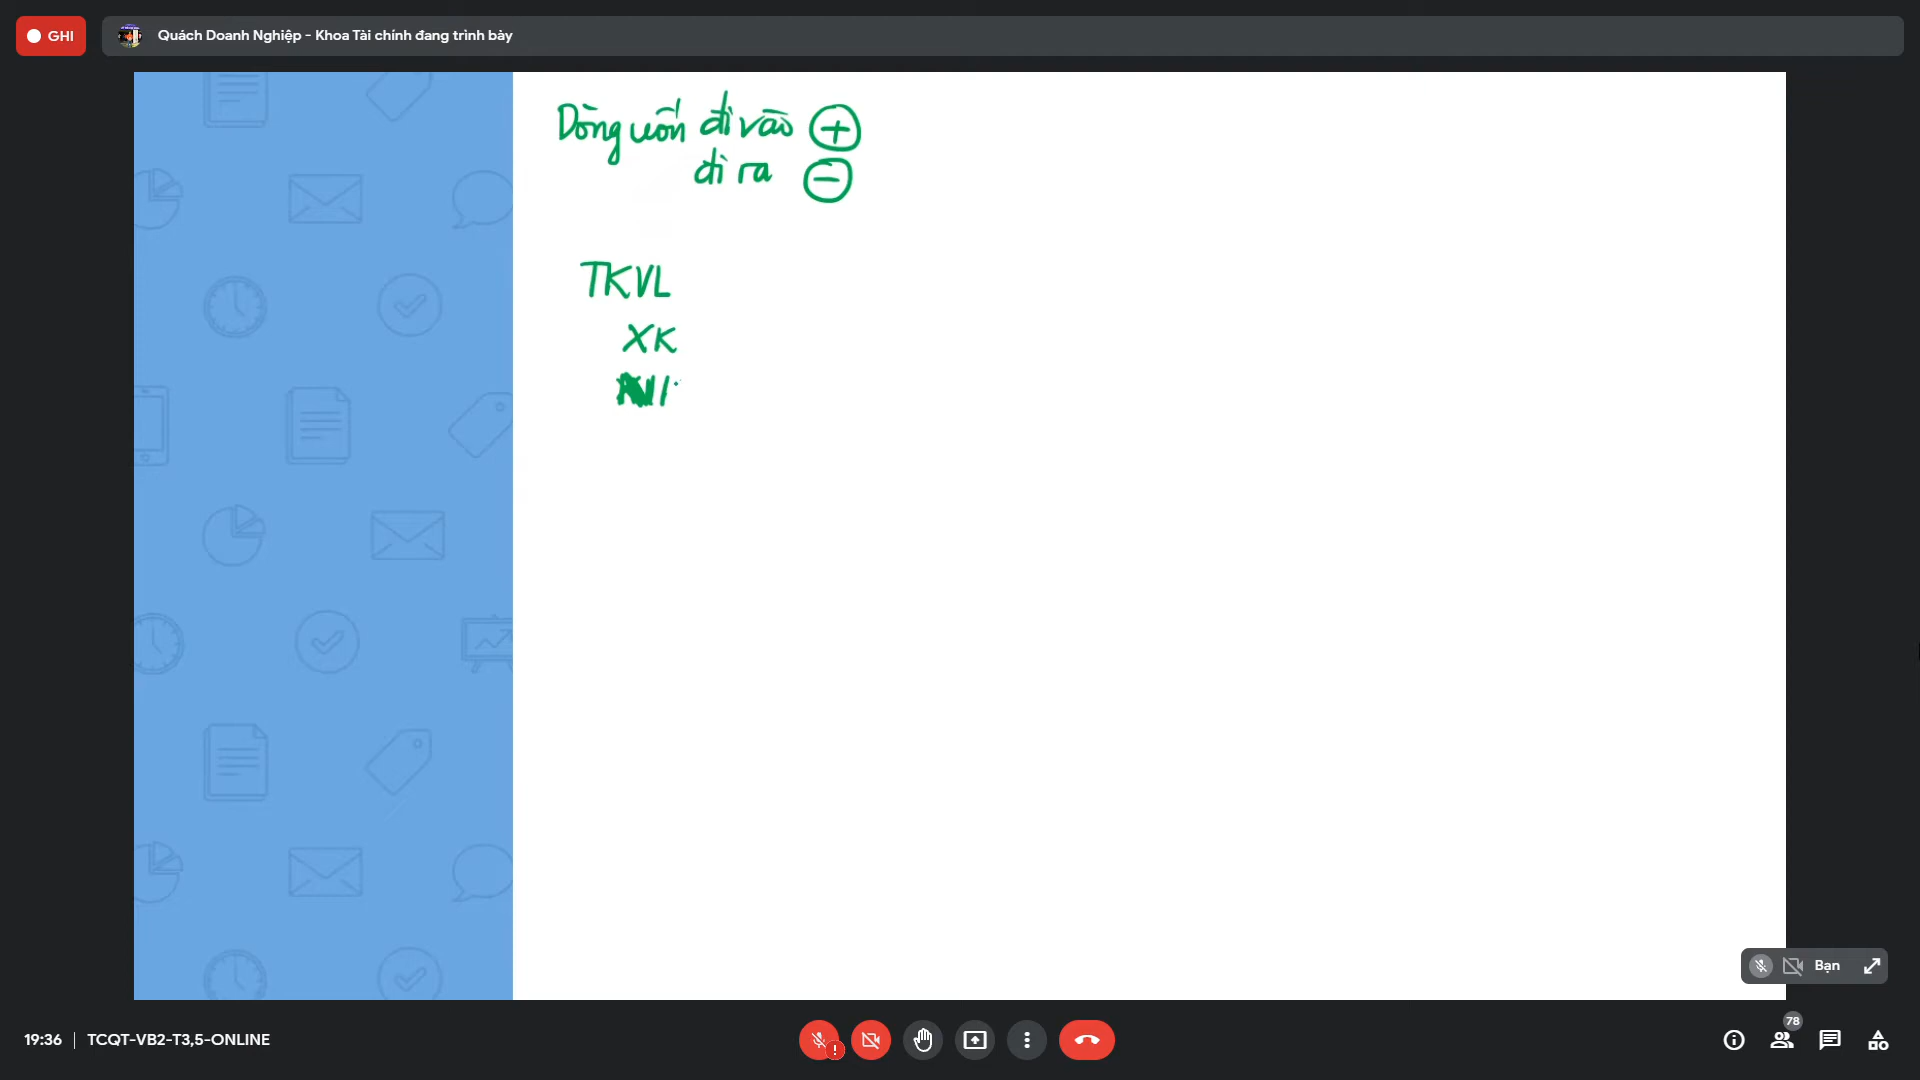 GHI
Quách Doanh Nghiệp - Khoa Tài chính đang trình bày
Dòng vốn đi vào +
đi ra −
TKVL
XK
Bạn
19:36 | TCQT-VB2-T3,5-ONLINE
78